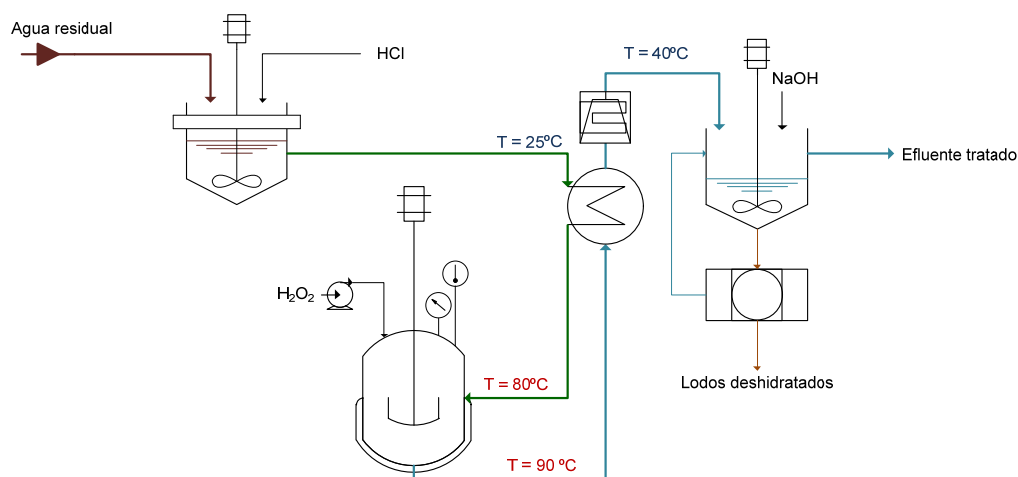 Agua residual
HCl
T = 40ºC
NaOH
T = 25ºC
Efluente tratado
H₂O₂
T = 80ºC
Lodos deshidratados
T = 90 ºC